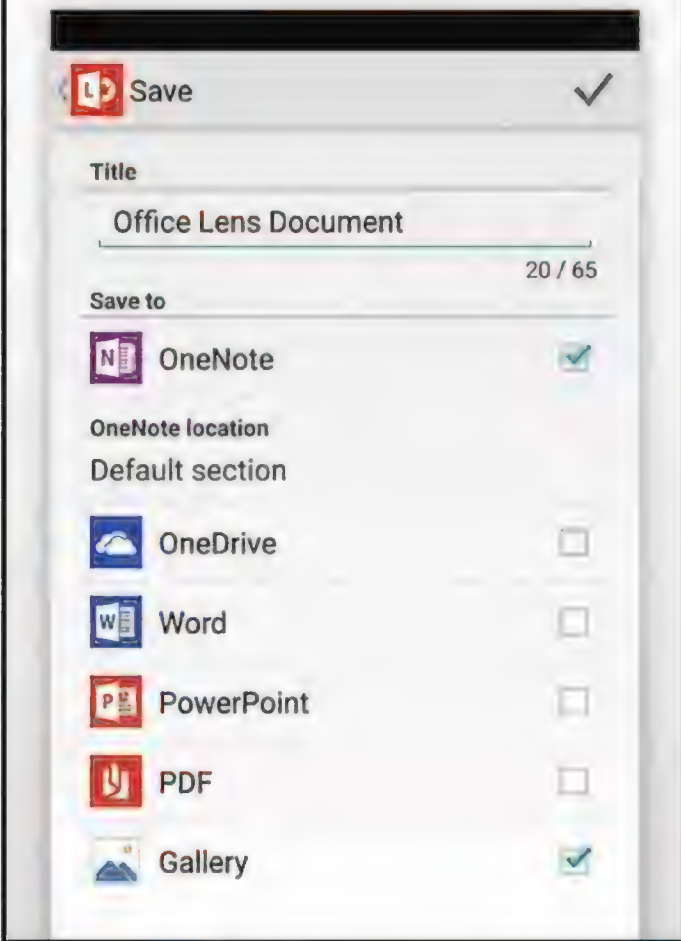 Save
Title
Office Lens Document
20 / 65
Save to
OneNote
OneNote location
Default section
OneDrive
Word
PowerPoint
PDF
Gallery